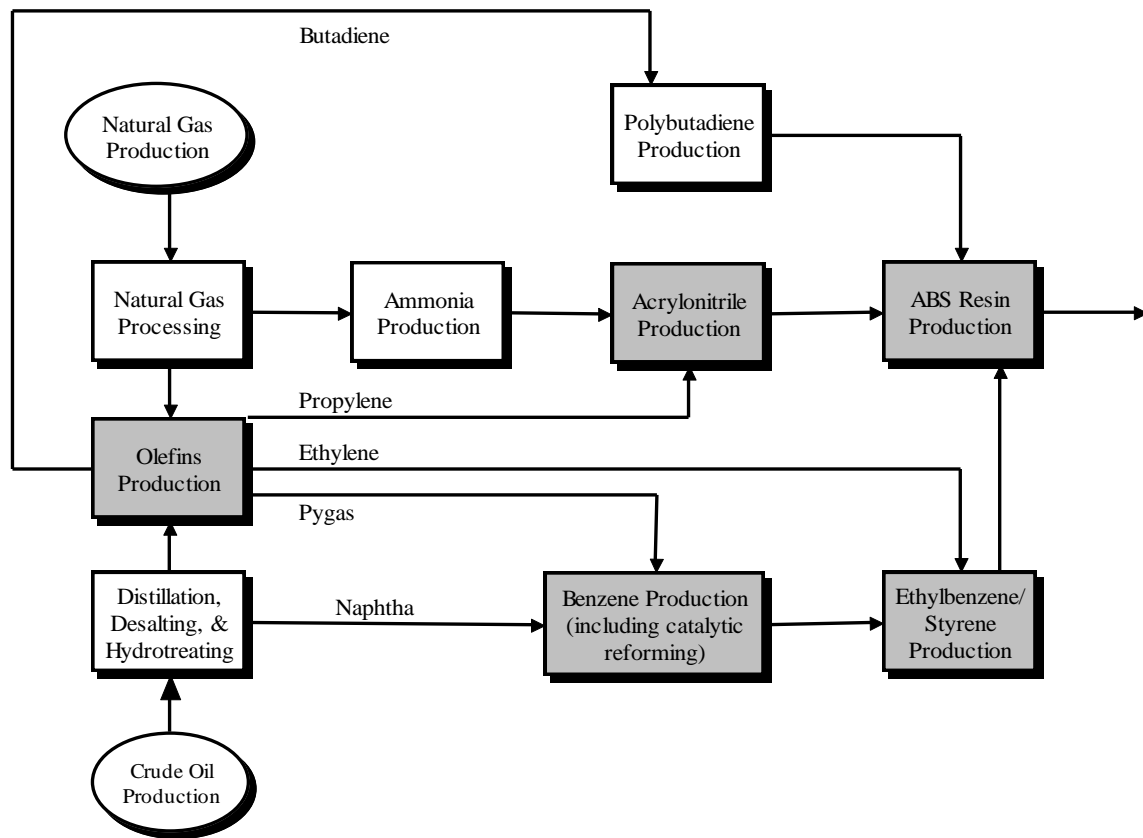 Butadiene
Natural Gas
Production
Polybutadiene
Production
Natural Gas
Processing
Ammonia
Production
Acrylonitrile
Production
ABS Resin
Production
Propylene
Olefins
Production
Ethylene
Pygas
Distillation,
Desalting, &
Hydrotreating
Naphtha
Benzene Production
(including catalytic
reforming)
Ethylbenzene/
Styrene
Production
Crude Oil
Production